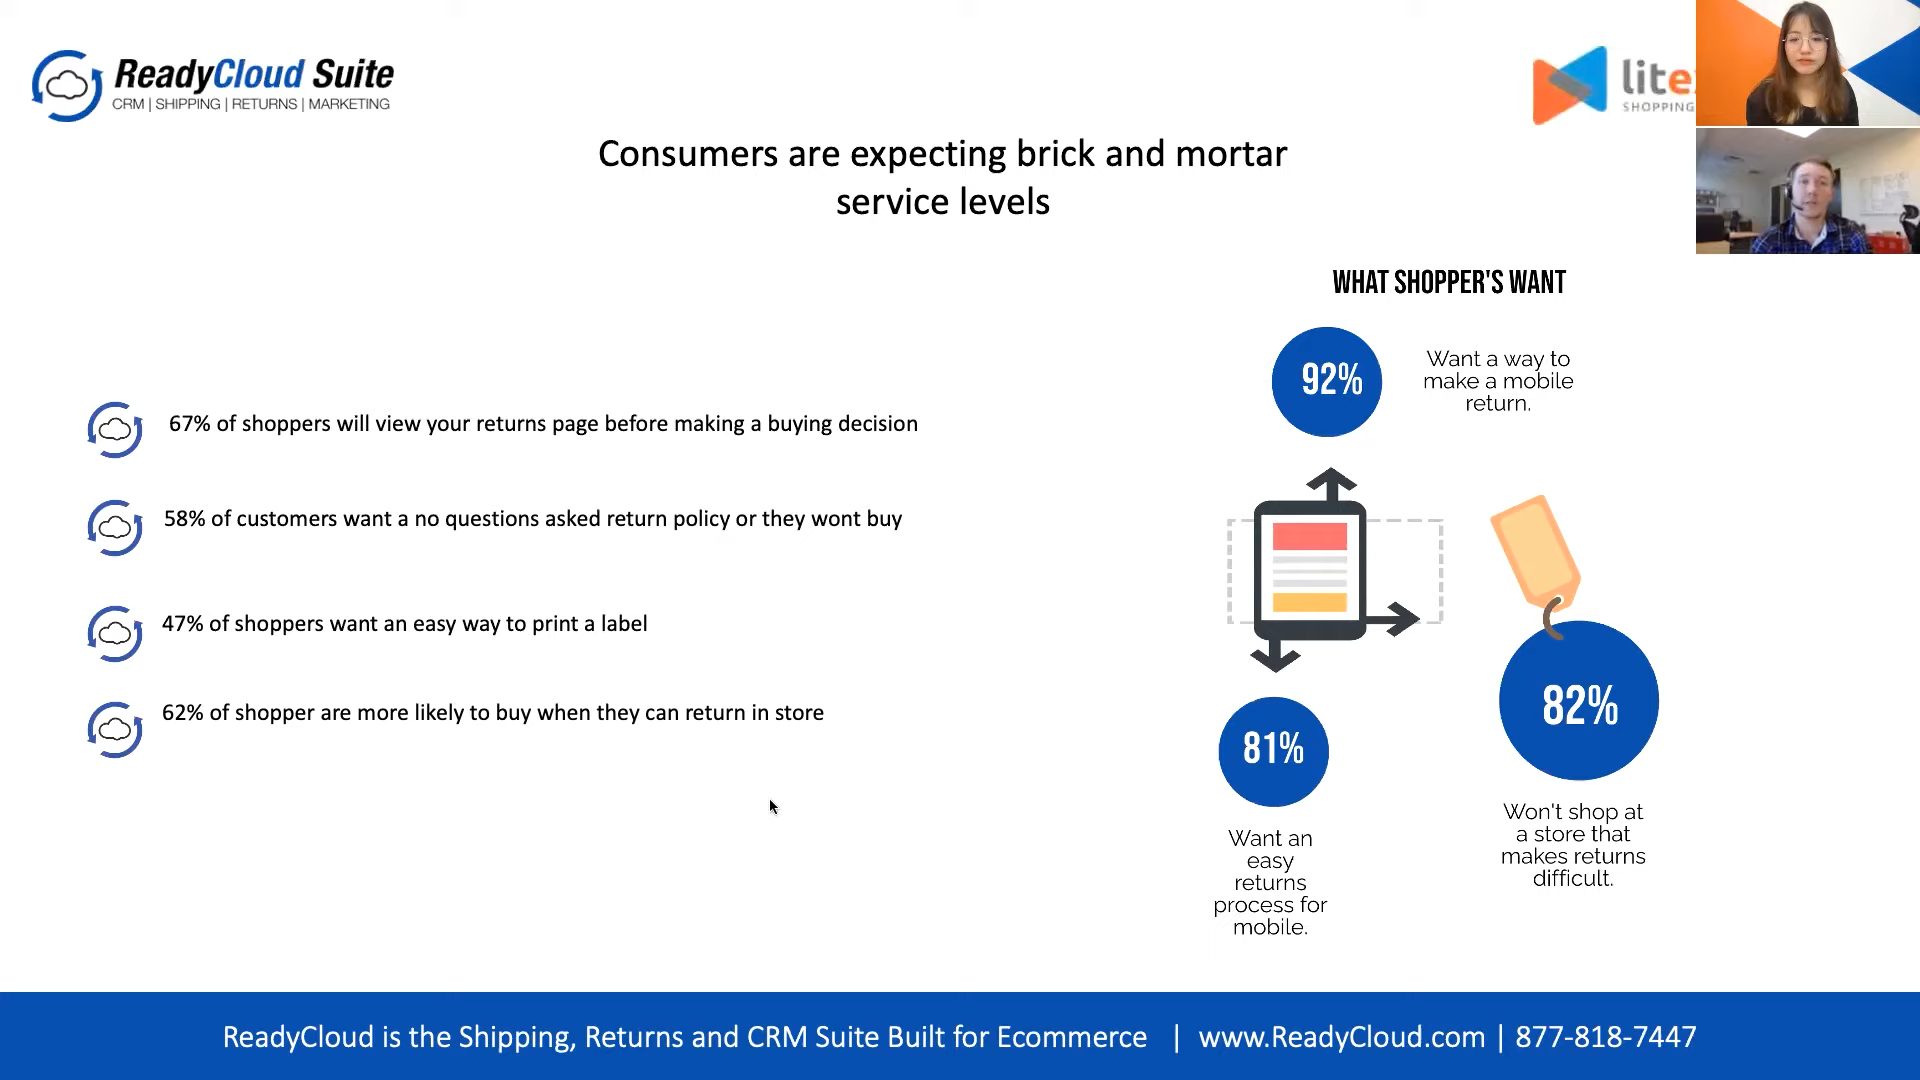 ReadyCloud Suite
CRM | SHIPPING | RETURNS | MARKETING
SHOPPING
Consumers are expecting brick and mortar
service levels
67% of shoppers will view your returns page before making a buying decision
58% of customers want a no questions asked return policy or they wont buy
47% of shoppers want an easy way to print a label
62% of shopper are more likely to buy when they can return in store
WHAT SHOPPER'S WANT
92%
Want a way to
make a mobile
return.
81%
Want an
easy
returns
process for
mobile.
82%
Won't shop at
a store that
makes returns
difficult.
ReadyCloud is the Shipping, Returns and CRM Suite Built for Ecommerce | www.ReadyCloud.com | 877-818-7447